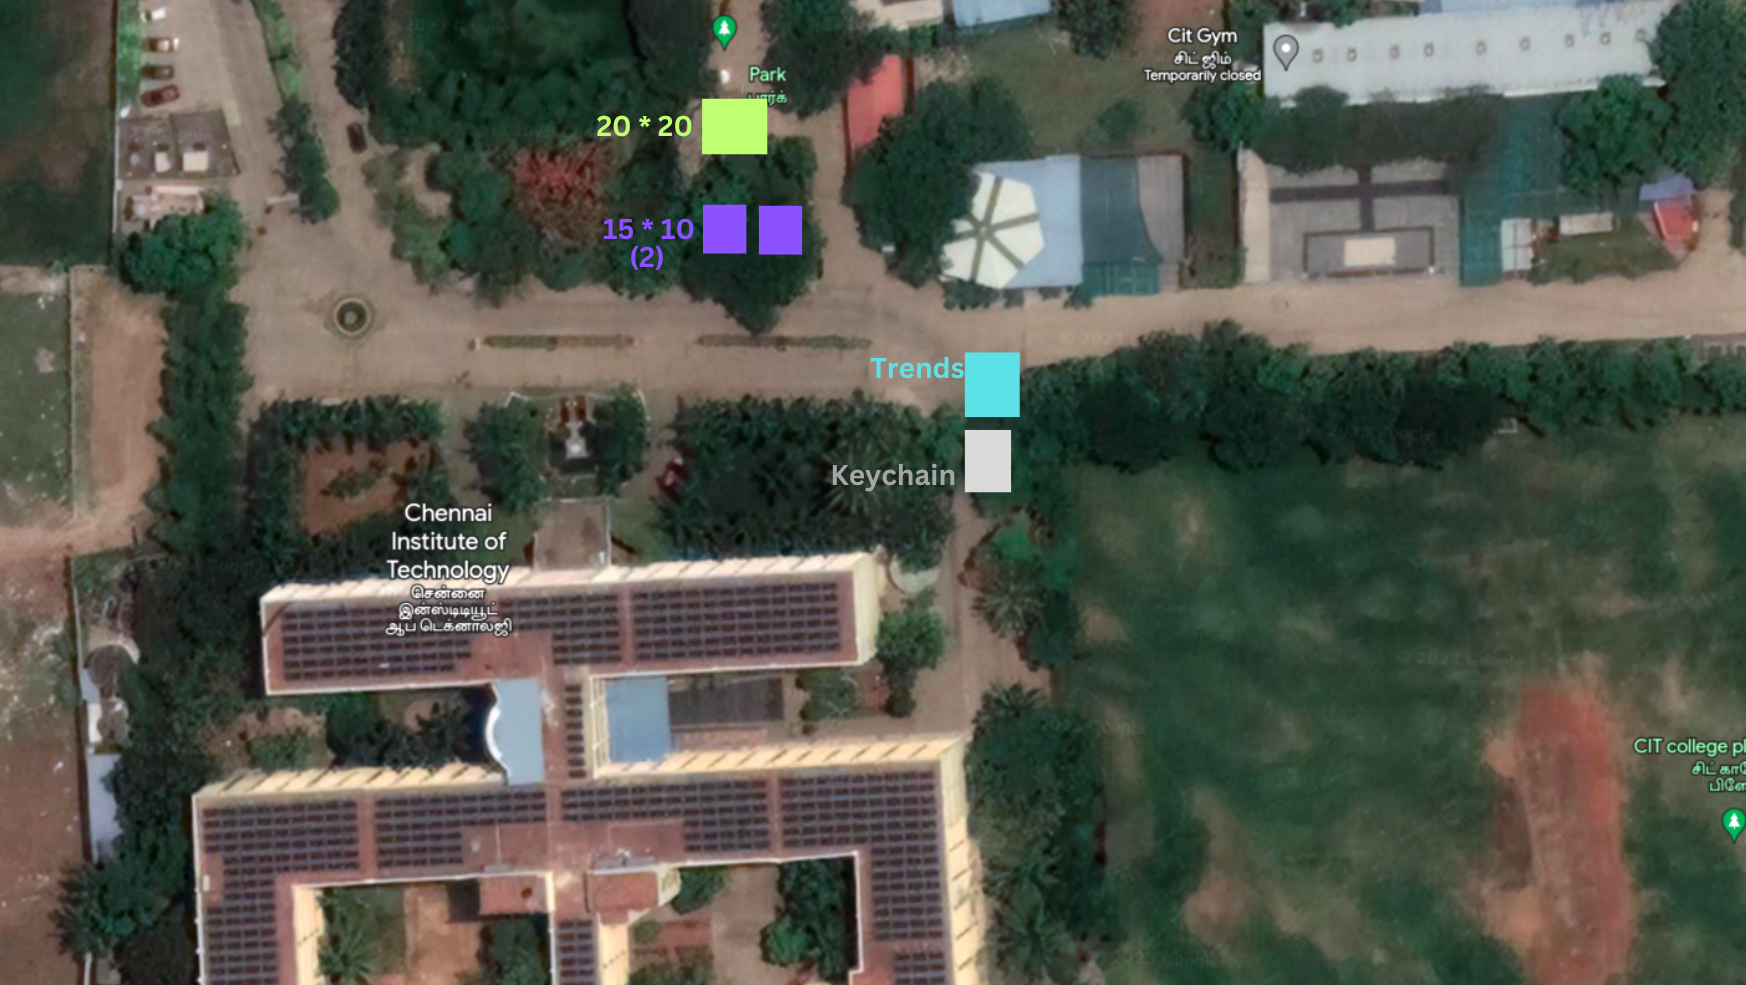 Cit Gym
சிட் ஜிம்
Temporarily closed
Park
பார்க்
20 * 20
15 * 10
(2)
Trends
Keychain
Chennai
Institute of
Technology
சென்னை
இன்ஸ்டிடியூட்
ஆப் டெக்னாலஜி
CIT college pl
சிட் கா
பிளே